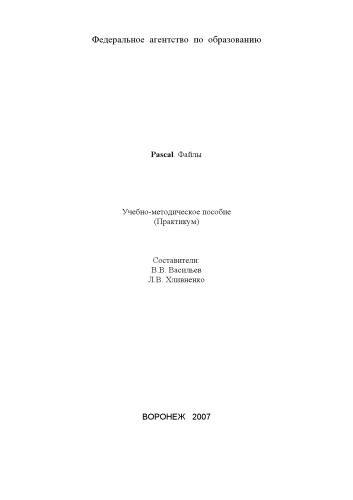 Федеральное агентство по образованию
Pascal Файлы
Учебно-методическое пособие
(Практикум)
Составители:
В.В. Васильев
Л.В. Хливненко
ВОРОНЕЖ 2007